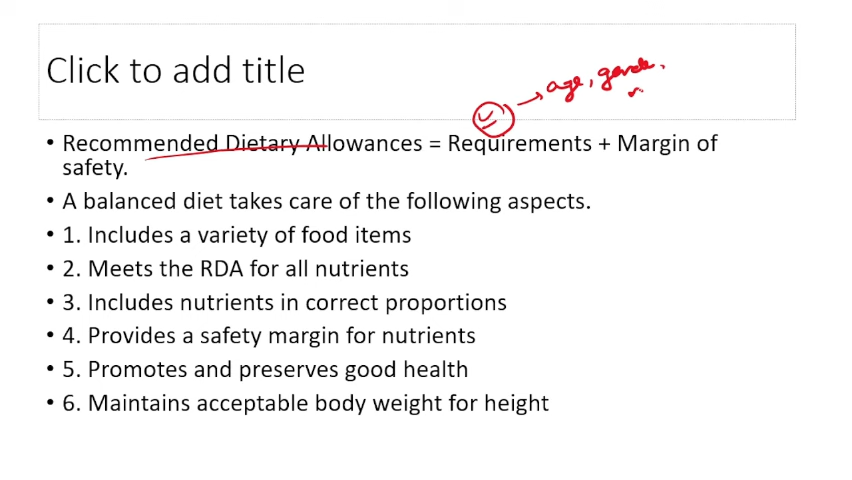 Click to add title
age, gende
• Recommended Dietary Allowances = Requirements + Margin of
safety.
• A balanced diet takes care of the following aspects.
• 1. Includes a variety of food items
• 2. Meets the RDA for all nutrients
• 3. Includes nutrients in correct proportions
• 4. Provides a safety margin for nutrients
• 5. Promotes and preserves good health
• 6. Maintains acceptable body weight for height